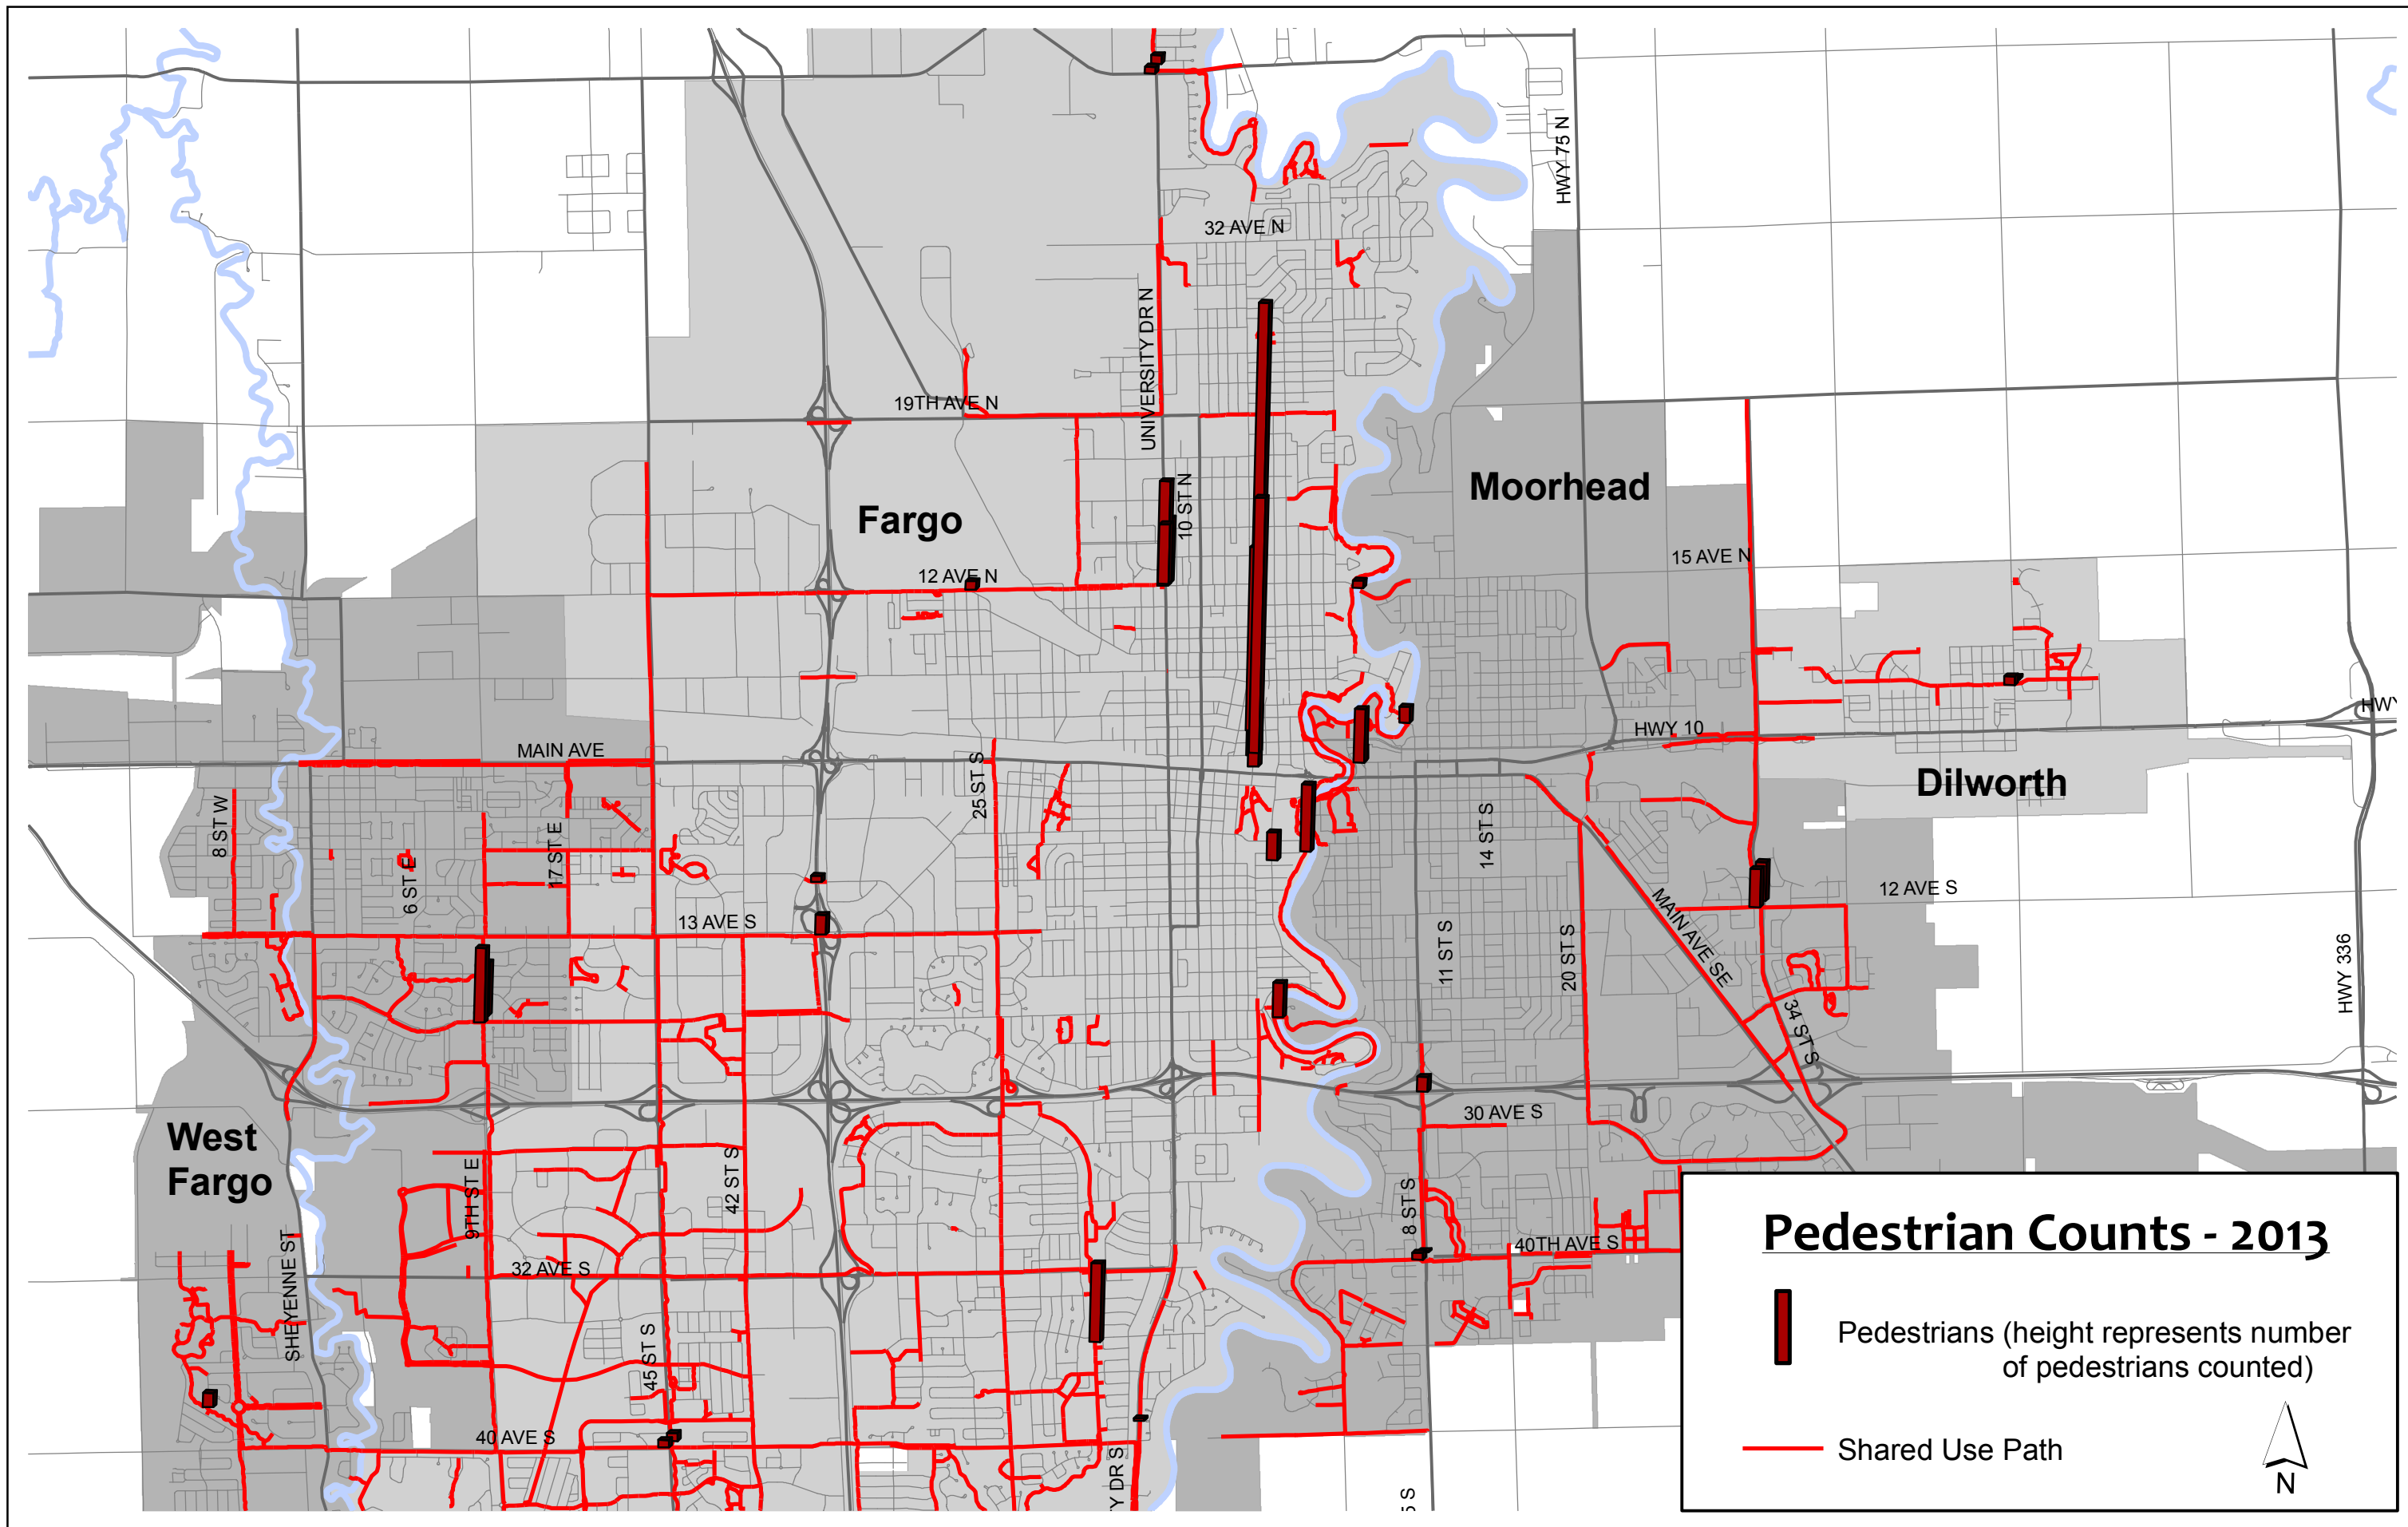 HWY 75 N
32 AVE N
UNIVERSITY DR N
19TH AVE N
10 ST N
Moorhead
Fargo
15 AVE N
12 AVE N
HWY
HWY 10
MAIN AVE
25 ST S
Dilworth
8 ST W
14 ST S
17 ST E
6 ST E
12 AVE S
13 AVE S
MAIN AVE SE
11 ST S
20 ST S
HWY 336
34 ST S
30 AVE S
West
Fargo
42 ST S
9TH ST E
8 ST S
40TH AVE S
32 AVE S
SHEYENNE ST
45 ST S
40 AVE S
Y DR S
S
Pedestrian Counts - 2013
Pedestrians (height represents number
of pedestrians counted)
Shared Use Path
N